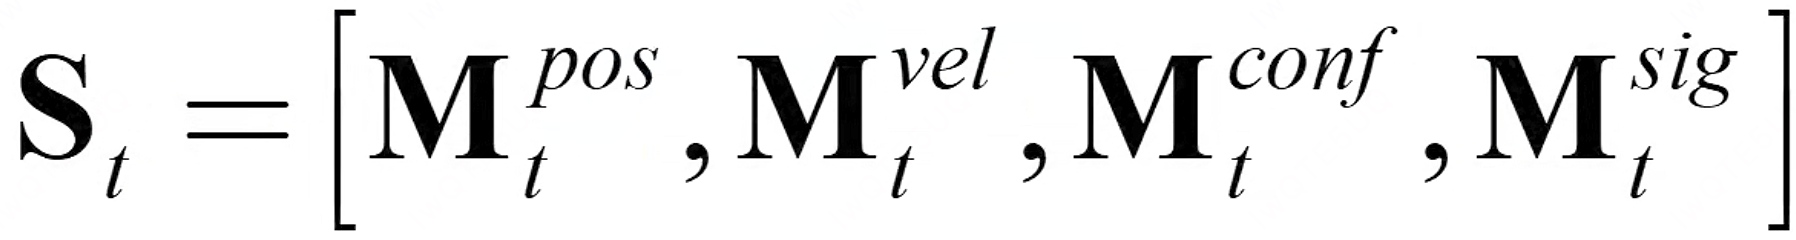 S_t = [M_t^{pos}, M_t^{vel}, M_t^{conf}, M_t^{sig}]